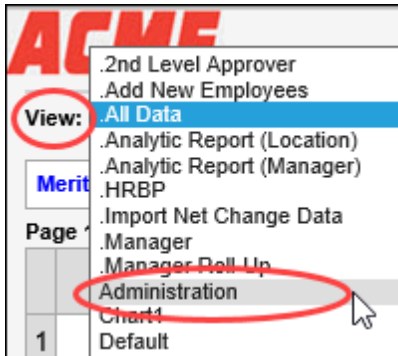 ACME
View:
.2nd Level Approver
.Add New Employees
.All Data
.Analytic Report (Location)
.Analytic Report (Manager)
.HRBP
.Import Net Change Data
.Manager
.Manager Roll Up
Administration
Chart1
Default
Merit
Page
1